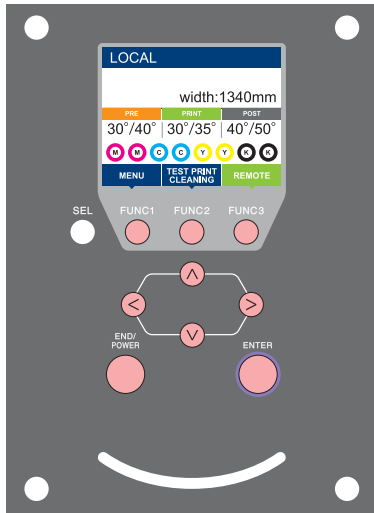 LOCAL
width:1340mm
PRE PRINT POST
30°/40° 30°/35° 40°/50°
M M C C Y Y K K
MENU TEST PRINT CLEANING REMOTE
SEL FUNC1 FUNC2 FUNC3
END/
POWER
ENTER